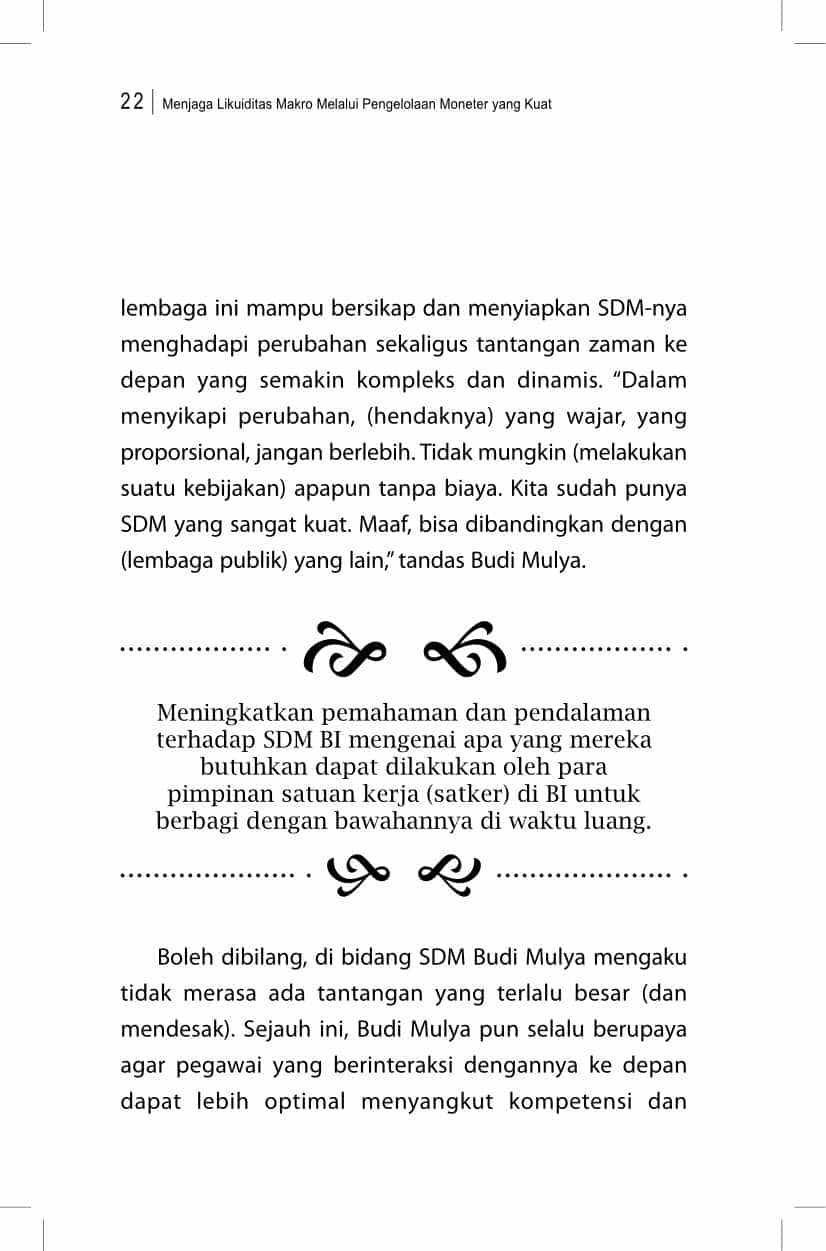 22 | Menjaga Likuiditas Makro Melalui Pengelolaan Moneter yang Kuat
lembaga ini mampu bersikap dan menyiapkan SDM-nya
menghadapi perubahan sekaligus tantangan zaman ke
depan yang semakin kompleks dan dinamis. “Dalam
menyikapi perubahan, (hendaknya) yang wajar, yang
proporsional, jangan berlebih. Tidak mungkin (melakukan
suatu kebijakan) apapun tanpa biaya. Kita sudah punya
SDM yang sangat kuat. Maaf, bisa dibandingkan dengan
(lembaga publik) yang lain,” tandas Budi Mulya.
Meningkatkan pemahaman dan pendalaman
terhadap SDM BI mengenai apa yang mereka
butuhkan dapat dilakukan oleh para
pimpinan satuan kerja (satker) di BI untuk
berbagi dengan bawahannya di waktu luang.
Boleh dibilang, di bidang SDM Budi Mulya mengaku
tidak merasa ada tantangan yang terlalu besar (dan
mendesak). Sejauh ini, Budi Mulya pun selalu berupaya
agar pegawai yang berinteraksi dengannya ke depan
dapat lebih optimal menyangkut kompetensi dan